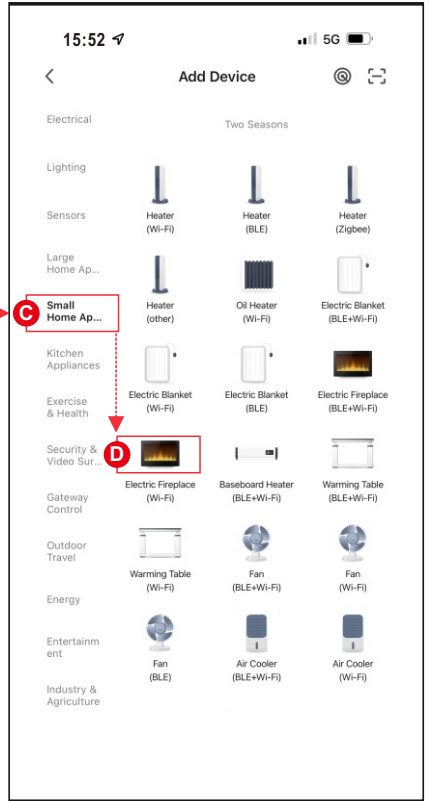 15:52
5G
Add Device
Electrical
Two Seasons
Lighting
Sensors
Heater
(Wi-Fi)
Heater
(BLE)
Heater
(Zigbee)
Large
Home Ap...
C
Small
Home Ap...
Heater
(other)
Oil Heater
(Wi-Fi)
Electric Blanket
(BLE+Wi-Fi)
Kitchen
Appliances
Exercise
& Health
Electric Blanket
(Wi-Fi)
Electric Blanket
(BLE)
Electric Fireplace
(BLE+Wi-Fi)
Security &
Video Sur...
D
Electric Fireplace
(Wi-Fi)
Baseboard Heater
(BLE+Wi-Fi)
Warming Table
(BLE+Wi-Fi)
Gateway
Control
Outdoor
Travel
Warming Table
(Wi-Fi)
Fan
(BLE+Wi-Fi)
Fan
(Wi-Fi)
Energy
Entertainm
ent
Fan
(BLE)
Air Cooler
(BLE+Wi-Fi)
Air Cooler
(Wi-Fi)
Industry &
Agriculture